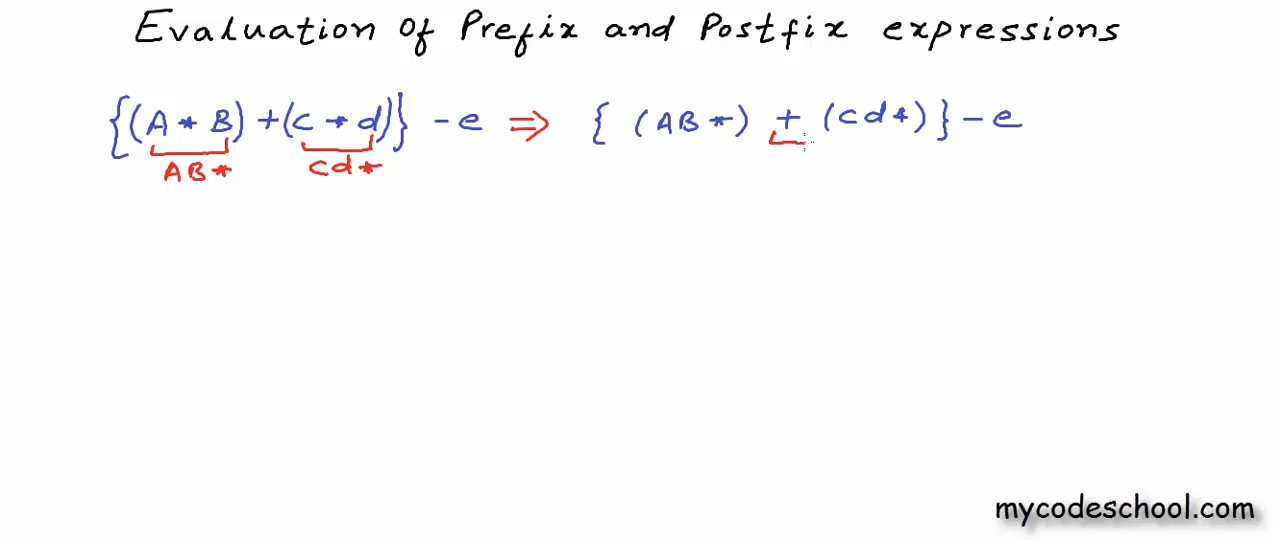 Evaluation of Prefix and Postfix expressions
{(A * B) + (C * d)} - e ⇒ { (AB*) + (Cd*) } - e
AB* Cd*
mycodeschool.com